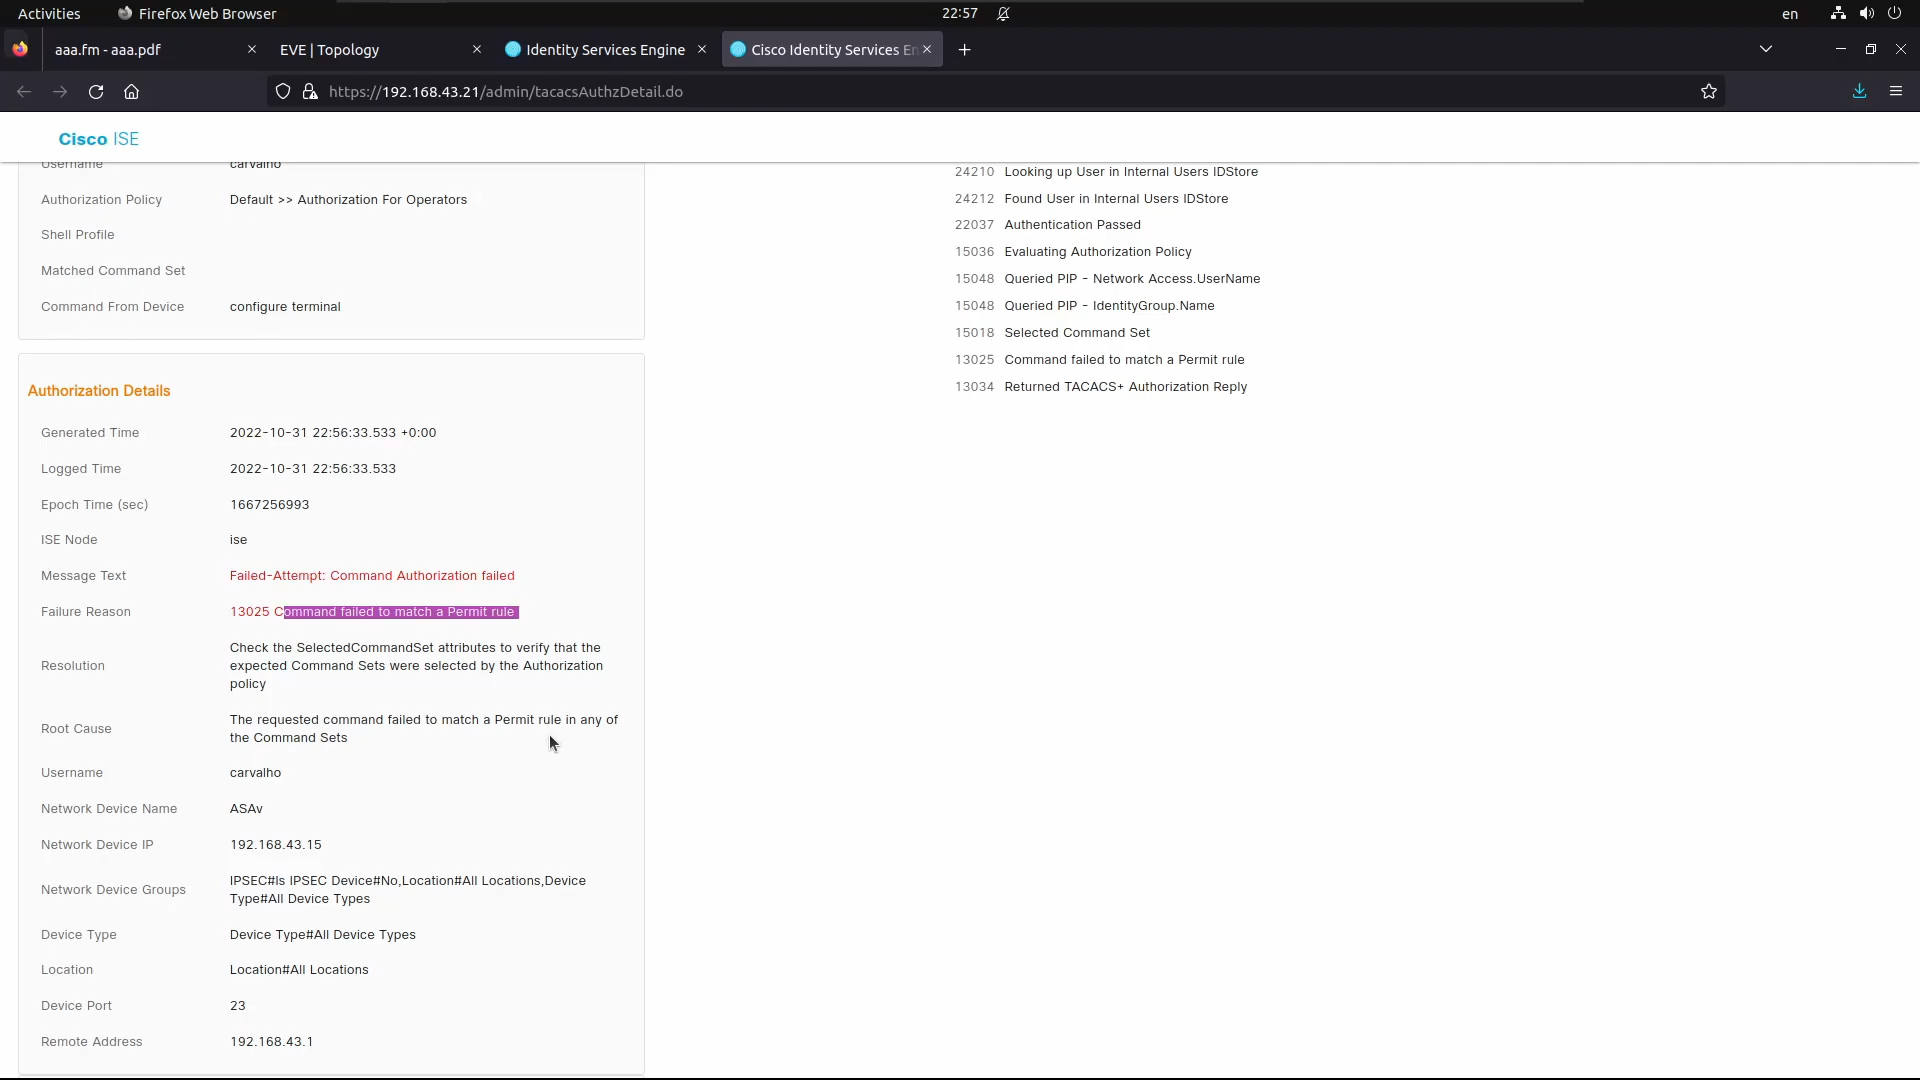 Activities
Firefox Web Browser
22:57
en
aaa.fm - aaa.pdf
EVE | Topology
Identity Services Engine
Cisco Identity Services En
https://192.168.43.21/admin/tacacsAuthzDetail.do
Cisco ISE
Username carvalho
Authorization Policy Default >> Authorization For Operators
Shell Profile
Matched Command Set
Command From Device configure terminal
Authorization Details
Generated Time 2022-10-31 22:56:33.533 +0:00
Logged Time 2022-10-31 22:56:33.533
Epoch Time (sec) 1667256993
ISE Node ise
Message Text Failed-Attempt: Command Authorization failed
Failure Reason 13025 Command failed to match a Permit rule
Check the SelectedCommandSet attributes to verify that the
Resolution expected Command Sets were selected by the Authorization
policy
Root Cause The requested command failed to match a Permit rule in any of
the Command Sets
Username carvalho
Network Device Name ASAv
Network Device IP 192.168.43.15
Network Device Groups IPSEC#Is IPSEC Device#No,Location#All Locations,Device
Type#All Device Types
Device Type Device Type#All Device Types
Location Location#All Locations
Device Port 23
Remote Address 192.168.43.1
24210 Looking up User in Internal Users IDStore
24212 Found User in Internal Users IDStore
22037 Authentication Passed
15036 Evaluating Authorization Policy
15048 Queried PIP - Network Access.UserName
15048 Queried PIP - IdentityGroup.Name
15018 Selected Command Set
13025 Command failed to match a Permit rule
13034 Returned TACACS+ Authorization Reply